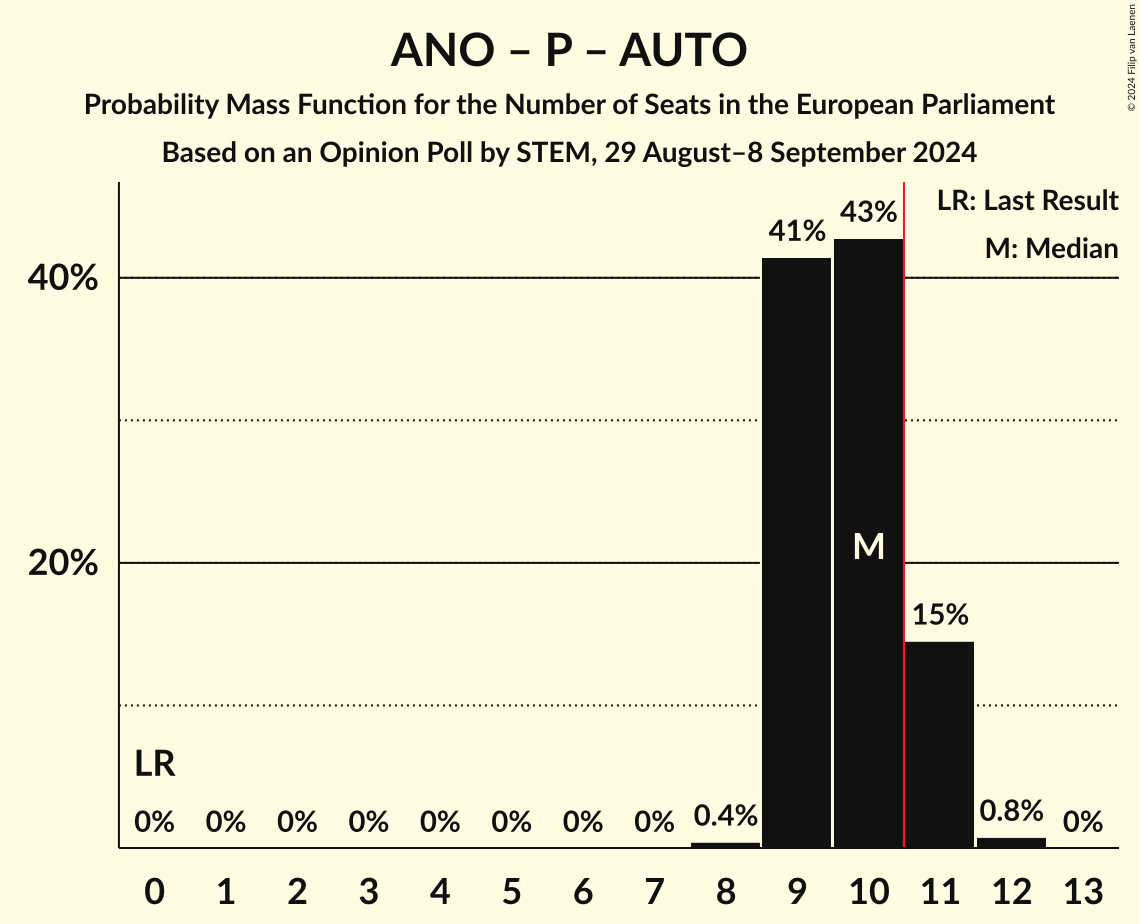 ANO – P – AUTO
Probability Mass Function for the Number of Seats in the European Parliament
Based on an Opinion Poll by STEM, 29 August–8 September 2024
© 2024 Filip van Laenen
LR: Last Result
M: Median
40%
20%
41%
43%
M
15%
LR
0%
0%
0%
0%
0%
0%
0%
0%
0.4%
0.8%
0%
0 1 2 3 4 5 6 7 8 9 10 11 12 13